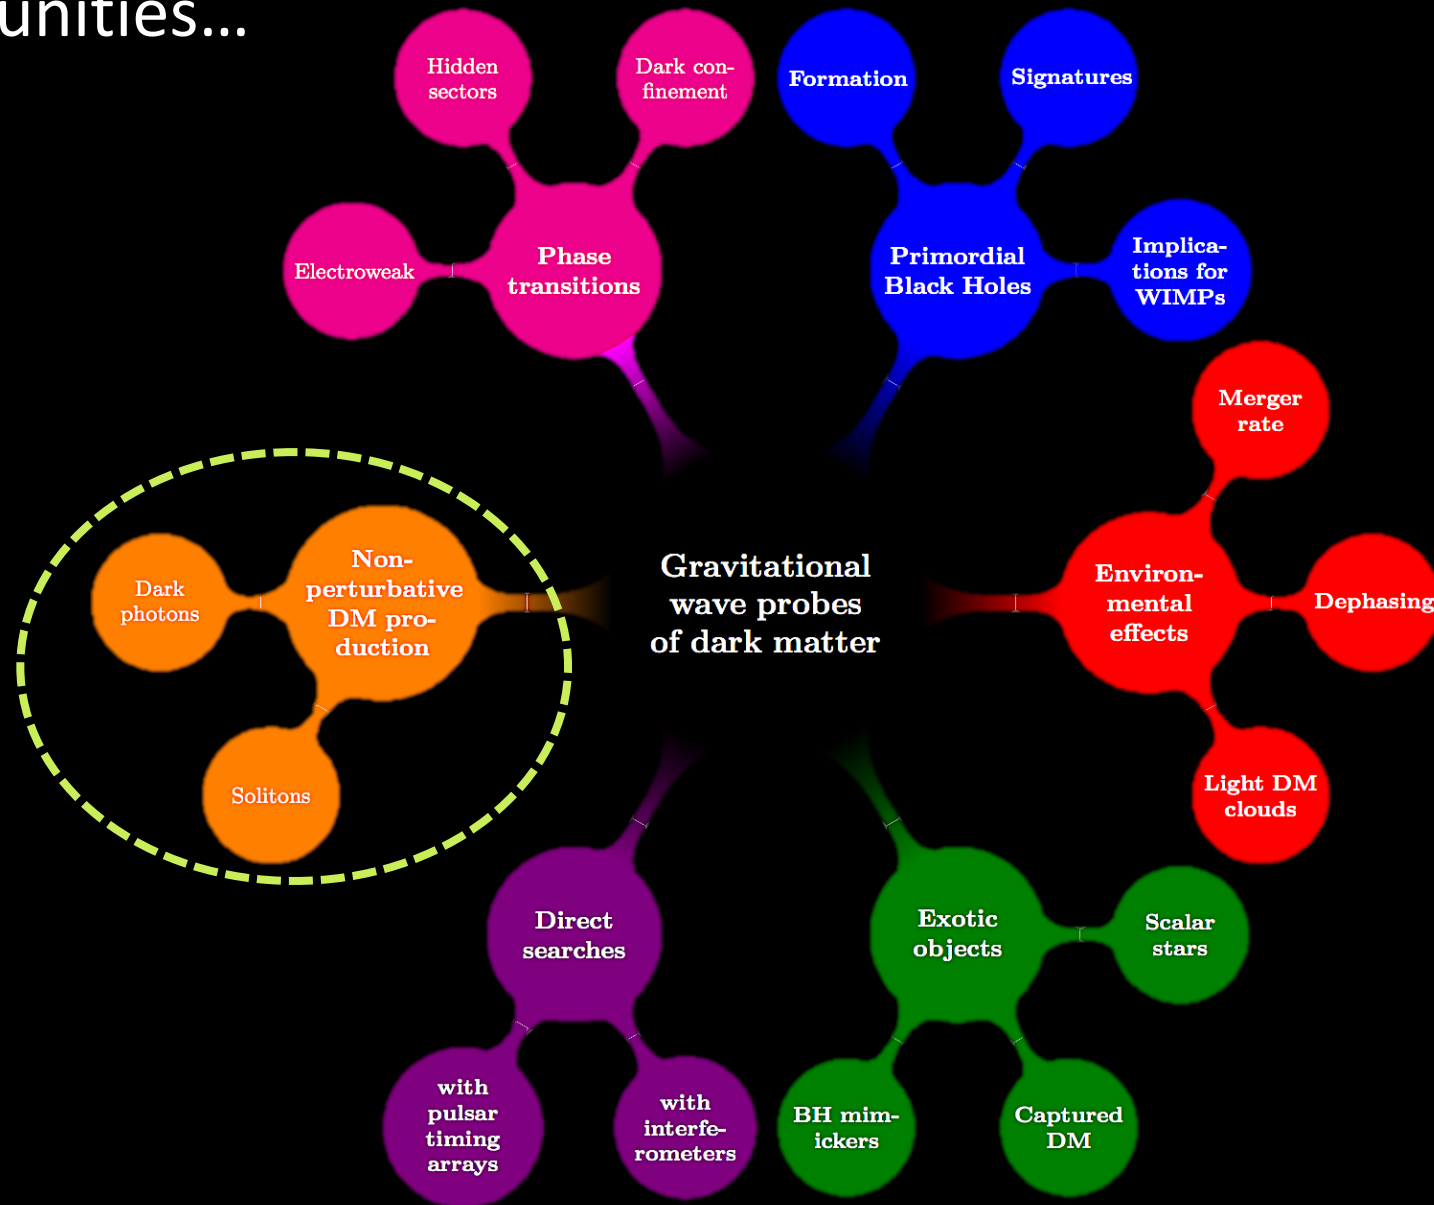 unities...
Hidden
sectors
Dark con-
finement
Electroweak
Phase
transitions
Formation
Signatures
Primordial
Black Holes
Implica-
tions for
WIMPs
Merger
rate
Environ-
mental
effects
Dephasing
Light DM
clouds
Gravitational
wave probes
of dark matter
Non-
perturbative
DM pro-
duction
Dark
photons
Solitons
Direct
searches
with
pulsar
timing
arrays
with
interfe-
rometers
Exotic
objects
Scalar
stars
BH mim-
ickers
Captured
DM